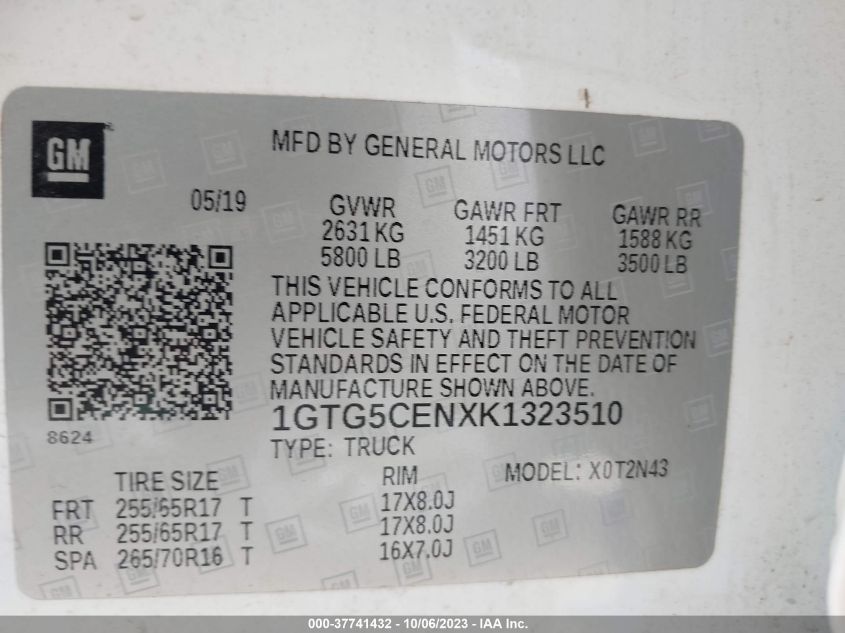 GM
MFD BY GENERAL MOTORS LLC
05/19
GVWR GAWR FRT GAWR RR
2631 KG 1451 KG 1588 KG
5800 LB 3200 LB 3500 LB
THIS VEHICLE CONFORMS TO ALL
APPLICABLE U.S. FEDERAL MOTOR
VEHICLE SAFETY AND THEFT PREVENTION
STANDARDS IN EFFECT ON THE DATE OF
MANUFACTURE SHOWN ABOVE.
8624
1GTG5CENXK1323510
TYPE: TRUCK
TIRE SIZE RIM MODEL: X0T2N43
FRT 255/65R17 T 17X8.0J
RR 255/65R17 T 17X8.0J
SPA 265/70R16 T 16X7.0J
000-37741432 - 10/06/2023 - IAA Inc.